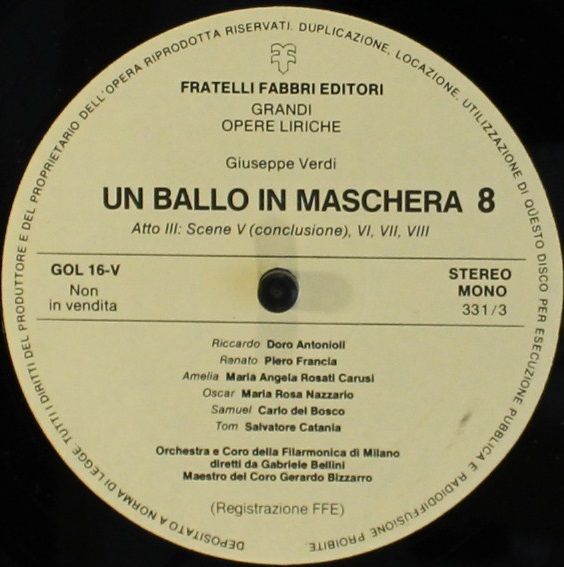 DEPOSITATO A NORMA DI LEGGE TUTTI I DIRITTI DEL PRODUTTORE E DEL PROPRIETARIO DELL'OPERA RIPRODOTTA RISERVATI. DUPLICAZIONE, LOCAZIONE, UTILIZZAZIONE DI QUESTO DISCO PER ESECUZIONE PUBBLICA E RADIODIFFUSIONE PROIBITE.
FRATELLI FABBRI EDITORI
GRANDI
OPERE LIRICHE
Giuseppe Verdi
UN BALLO IN MASCHERA 8
Atto III: Scene V (conclusione), VI, VII, VIII
GOL 16-V
Non
in vendita
STEREO
MONO
331/3
Riccardo Doro Antonioli
Renato Piero Francia
Amelia Maria Angela Rosati Carusi
Oscar Maria Rosa Nazzario
Samuel Carlo del Bosco
Tom Salvatore Catania
Orchestra e Coro della Filarmonica di Milano
diretti da Gabriele Bellini
Maestro del Coro Gerardo Bizzarro
(Registrazione FFE)